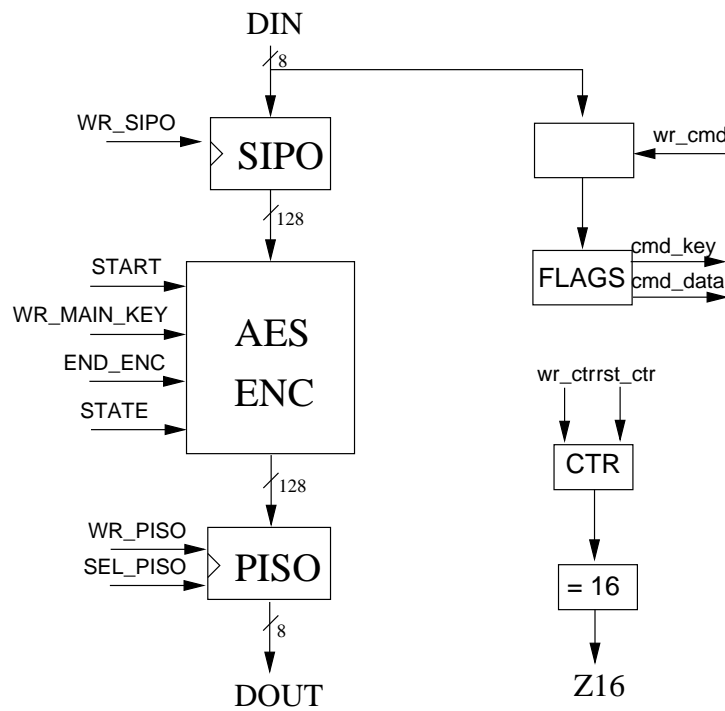 DIN
8
WR_SIPO
SIPO
wr_cmd
128
START
WR_MAIN_KEY
END_ENC
STATE
AES
ENC
cmd_key
FLAGS
cmd_data
wr_ctrrst_ctr
CTR
128
WR_PISO
SEL_PISO
PISO
= 16
8
DOUT
Z16